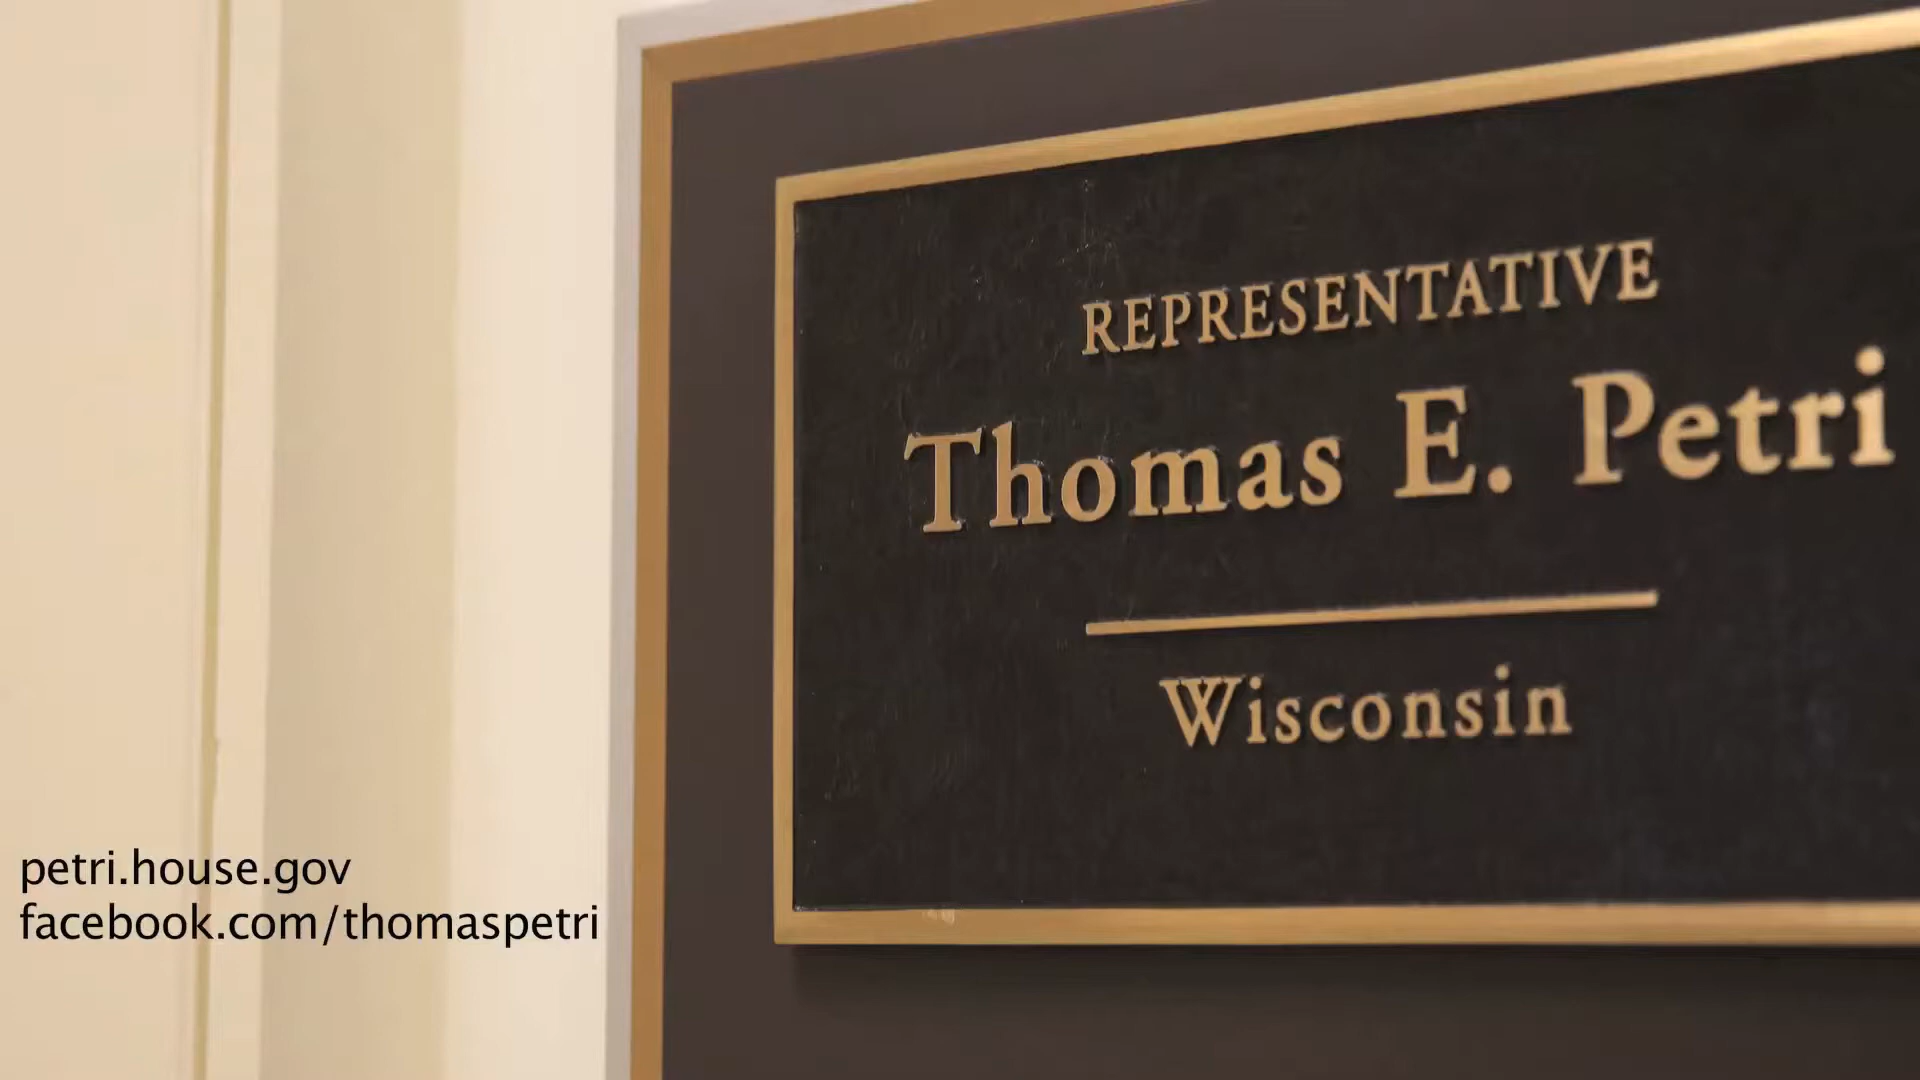 REPRESENTATIVE
Thomas E. Petri
Wisconsin
petri.house.gov
facebook.com/thomaspetri